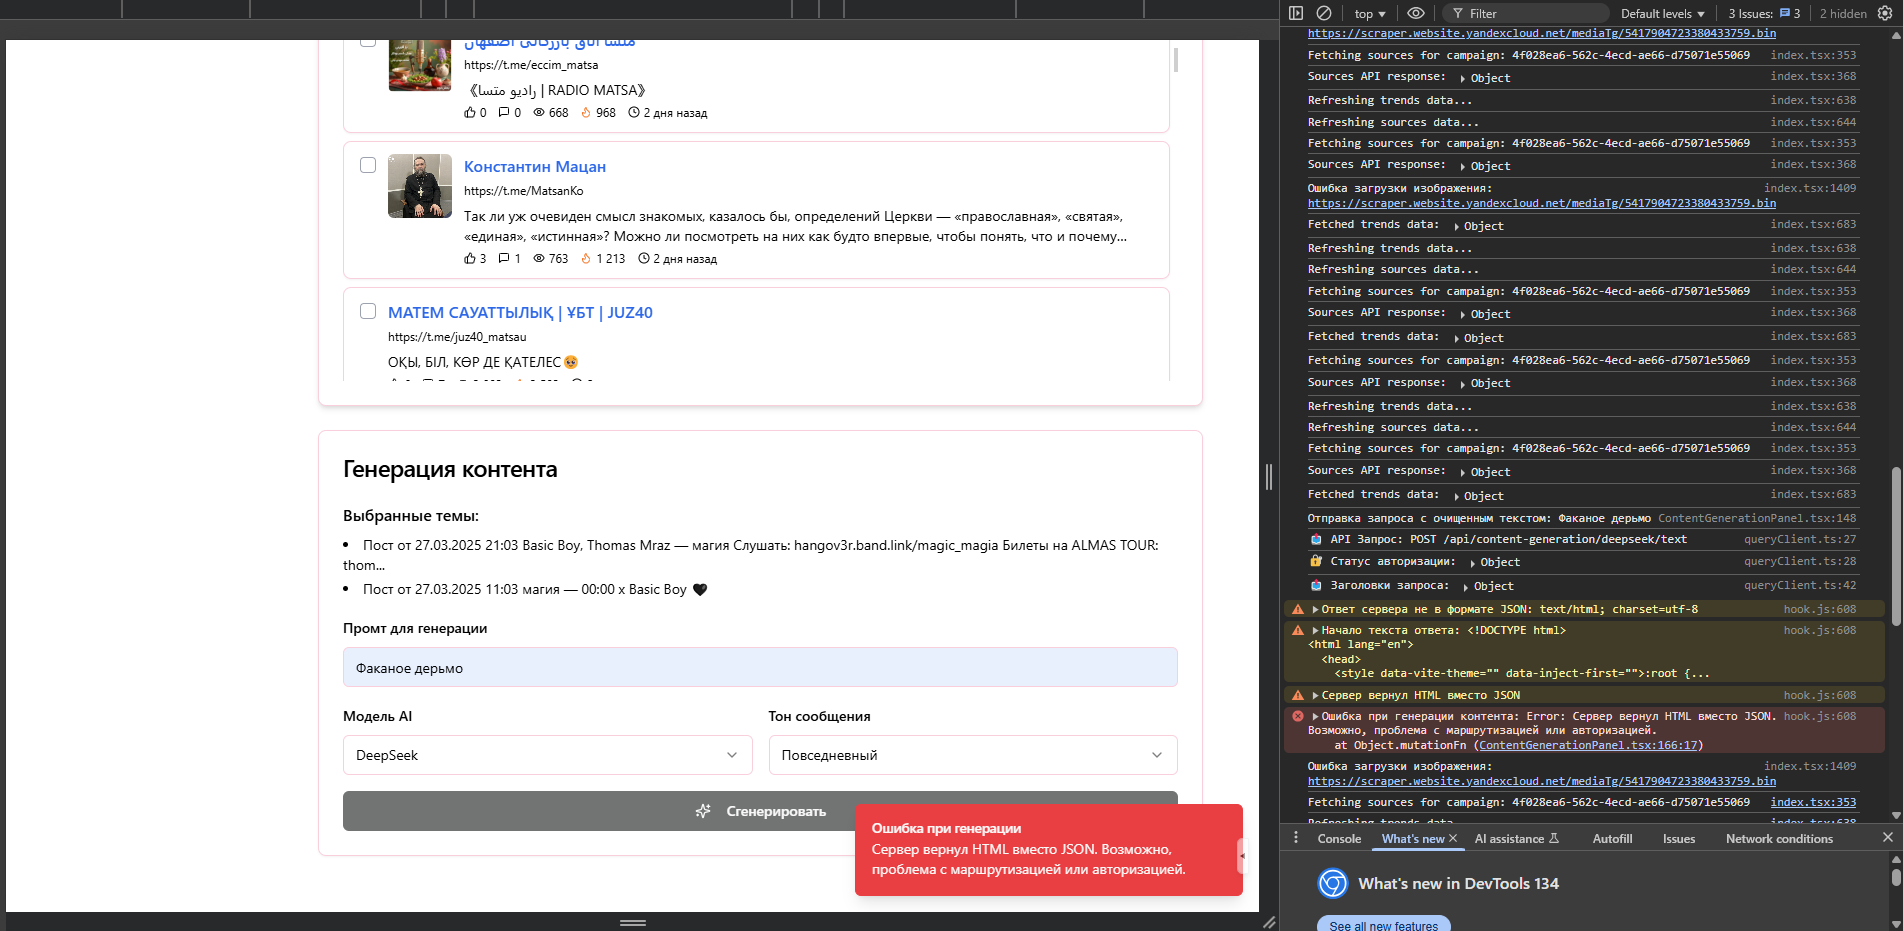 متسا اتاق بازرگانی اصفهان
https://t.me/eccim_matsa
《رادیو متسا | RADIO MATSA》
0 0 668 968 2 дня назад
Константин Мацан
https://t.me/MatsanKo
Так ли уж очевиден смысл знакомых, казалось бы, определений Церкви — «православная», «святая»,
«единая», «истинная»? Можно ли посмотреть на них как будто впервые, чтобы понять, что и почему...
3 1 763 1 213 2 дня назад
МАТЕМ САУАТТЫЛЫҚ | ҰБТ | JUZ40
https://t.me/juz40_matsau
ОҚЫ, БІЛ, КӨР ДЕ ҚАТЕЛЕС🥺
Генерация контента
Выбранные темы:
• Пост от 27.03.2025 21:03 Basic Boy, Thomas Mraz — магия Слушать: hangov3r.band.link/magic_magia Билеты на ALMAS TOUR:
thom...
• Пост от 27.03.2025 11:03 магия — 00:00 x Basic Boy 🖤
Промт для генерации
Факаное дерьмо
Модель AI
Тон сообщения
DeepSeek
Повседневный
Сгенерировать
Ошибка при генерации
Сервер вернул HTML вместо JSON. Возможно,
проблема с маршрутизацией или авторизацией.
top
Filter
Default levels
3 Issues: 3
2 hidden
https://scraper.website.yandexcloud.net/mediaTg/5417904723380433759.bin
Fetching sources for campaign: 4f028ea6-562c-4ecd-ae66-d75071e55069 index.tsx:353
Sources API response: Object index.tsx:368
Refreshing trends data... index.tsx:638
Refreshing sources data... index.tsx:644
Fetching sources for campaign: 4f028ea6-562c-4ecd-ae66-d75071e55069 index.tsx:353
Sources API response: Object index.tsx:368
Ошибка загрузки изображения: index.tsx:1409
https://scraper.website.yandexcloud.net/mediaTg/5417904723380433759.bin
Fetched trends data: Object index.tsx:683
Refreshing trends data... index.tsx:638
Refreshing sources data... index.tsx:644
Fetching sources for campaign: 4f028ea6-562c-4ecd-ae66-d75071e55069 index.tsx:353
Sources API response: Object index.tsx:368
Fetched trends data: Object index.tsx:683
Fetching sources for campaign: 4f028ea6-562c-4ecd-ae66-d75071e55069 index.tsx:353
Sources API response: Object index.tsx:368
Refreshing trends data... index.tsx:638
Refreshing sources data... index.tsx:644
Fetching sources for campaign: 4f028ea6-562c-4ecd-ae66-d75071e55069 index.tsx:353
Sources API response: Object index.tsx:368
Fetched trends data: Object index.tsx:683
Отправка запроса с очищенным текстом: Факаное дерьмо ContentGenerationPanel.tsx:148
API Запрос: POST /api/content-generation/deepseek/text queryClient.ts:27
Статус авторизации: Object queryClient.ts:28
Заголовки запроса: Object queryClient.ts:42
Ответ сервера не в формате JSON: text/html; charset=utf-8 hook.js:608
Начало текста ответа: <!DOCTYPE html> hook.js:608
<html lang="en">
<head>
<style data-vite-theme="" data-inject-first="">:root {...
Сервер вернул HTML вместо JSON hook.js:608
Ошибка при генерации контента: Error: Сервер вернул HTML вместо JSON. hook.js:608
Возможно, проблема с маршрутизацией или авторизацией.
at Object.mutationFn (ContentGenerationPanel.tsx:166:17)
Ошибка загрузки изображения: index.tsx:1409
https://scraper.website.yandexcloud.net/mediaTg/5417904723380433759.bin
Fetching sources for campaign: 4f028ea6-562c-4ecd-ae66-d75071e55069 index.tsx:353
Refreshing trends data... index.tsx:638
Console
What's new
AI assistance
Autofill
Issues
Network conditions
What's new in DevTools 134
See all new features